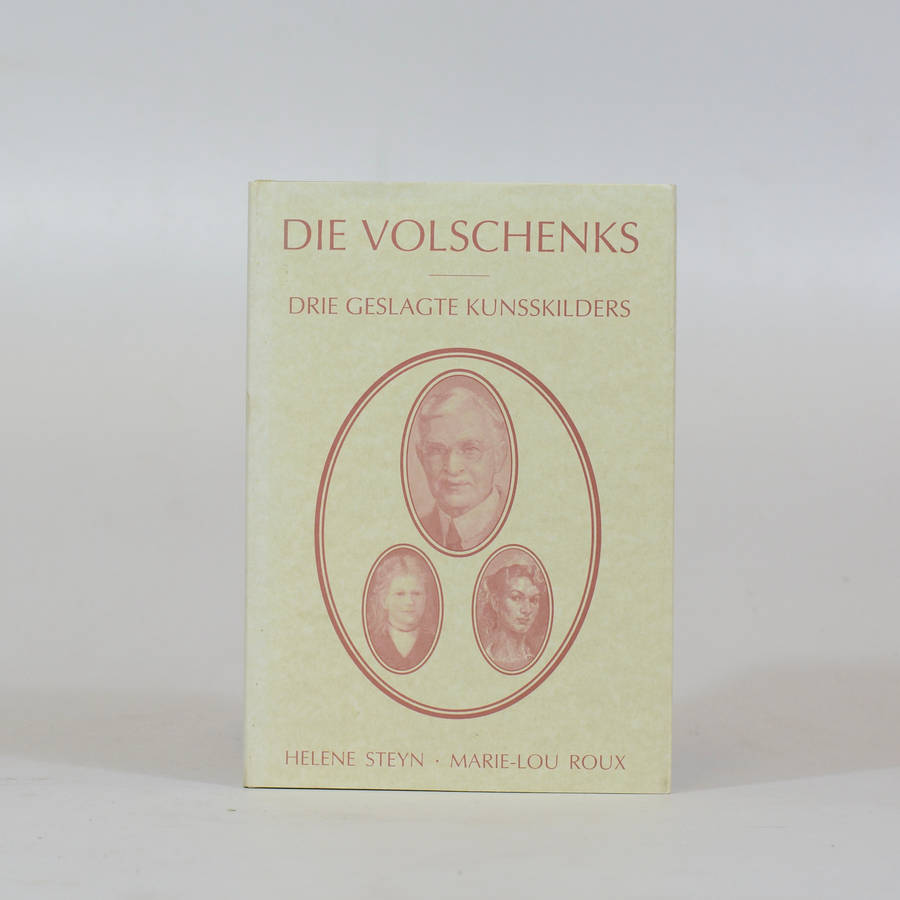 DIE VOLSCHENKS
DRIE GESLAGTE KUNSSKILDERS
HELENE STEYN · MARIE-LOU ROUX